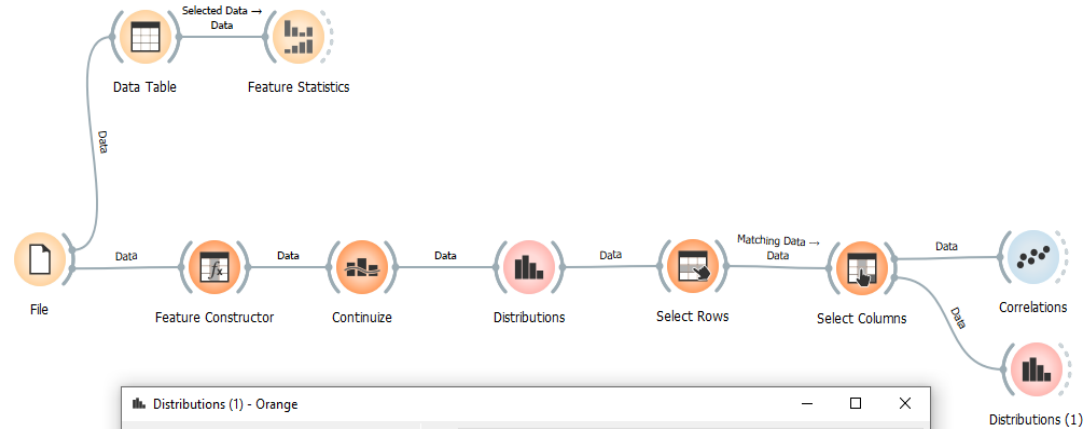 Selected Data →
Data
Data Table
Feature Statistics
Data
File
Data
Feature Constructor
Data
Continuize
Data
Distributions
Data
Select Rows
Matching Data →
Data
Select Columns
Data
Correlations
Data
Distributions (1)
Distributions (1) - Orange